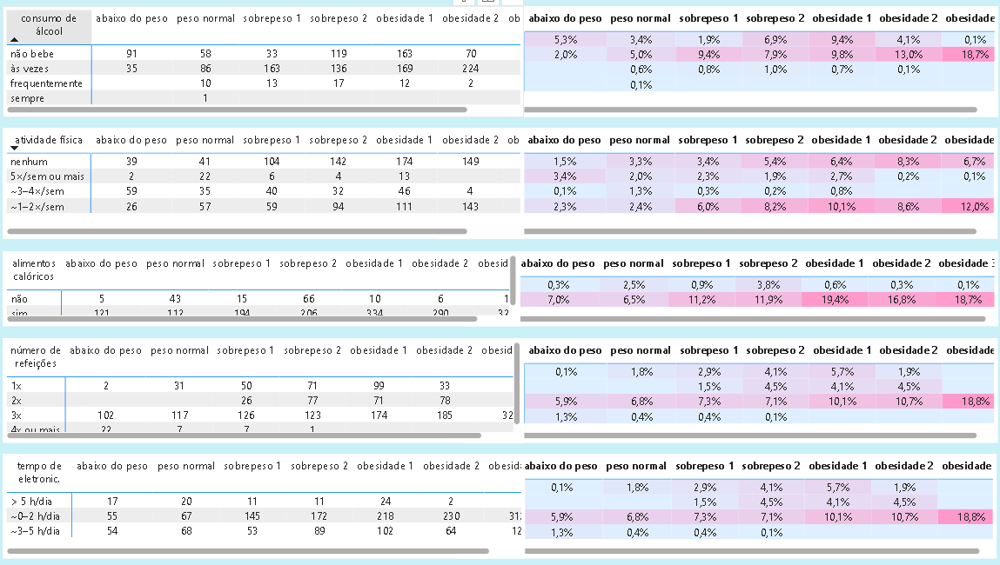 consumo de álcool abaixo do peso peso normal sobrepeso 1 sobrepeso 2 obesidade 1 obesidade 2 ob abaixo do peso peso normal sobrepeso 1 sobrepeso 2 obesidade 1 obesidade 2 obesidade
5,3% 3,4% 1,9% 6,9% 9,4% 4,1% 0,1%
não bebe 91 58 33 119 163 70 2,0% 5,0% 9,4% 7,9% 9,8% 13,0% 18,7%
às vezes 35 86 163 136 169 224 0,6% 0,8% 1,0% 0,7% 0,1%
frequentemente 10 13 17 12 2 0,1%
sempre 1
atividade física abaixo do peso peso normal sobrepeso 1 sobrepeso 2 obesidade 1 obesidade 2 ob abaixo do peso peso normal sobrepeso 1 sobrepeso 2 obesidade 1 obesidade 2 obesidade
nenhum 39 41 104 142 174 149 1,5% 3,3% 3,4% 5,4% 6,4% 8,3% 6,7%
5×/sem ou mais 2 22 6 4 13 3,4% 2,0% 2,3% 1,9% 2,7% 0,2% 0,1%
~3–4×/sem 59 35 40 32 46 4 0,1% 1,3% 0,3% 0,2% 0,8%
~1–2×/sem 26 57 59 94 111 143 2,3% 2,4% 6,0% 8,2% 10,1% 8,6% 12,0%
alimentos calóricos abaixo do peso peso normal sobrepeso 1 sobrepeso 2 obesidade 1 obesidade 2 obesid abaixo do peso peso normal sobrepeso 1 sobrepeso 2 obesidade 1 obesidade 2 obesidade
0,3% 2,5% 0,9% 3,8% 0,6% 0,3% 0,1%
não 5 43 15 66 10 6 1 7,0% 6,5% 11,2% 11,9% 19,4% 16,8% 18,7%
sim 121 112 194 206 334 290 32
número de refeições abaixo do peso peso normal sobrepeso 1 sobrepeso 2 obesidade 1 obesidade 2 obesid abaixo do peso peso normal sobrepeso 1 sobrepeso 2 obesidade 1 obesidade 2 obesidade
0,1% 1,8% 2,9% 4,1% 5,7% 1,9%
1x 2 31 50 71 99 33 1,5% 4,5% 4,1% 4,5%
2x 26 77 71 78 5,9% 6,8% 7,3% 7,1% 10,1% 10,7% 18,8%
3x 102 117 126 123 174 185 32 1,3% 0,4% 0,4% 0,1%
4x ou mais 22 7 7 1
tempo de eletronic. abaixo do peso peso normal sobrepeso 1 sobrepeso 2 obesidade 1 obesidade 2 obesid abaixo do peso peso normal sobrepeso 1 sobrepeso 2 obesidade 1 obesidade 2 obesidade
0,1% 1,8% 2,9% 4,1% 5,7% 1,9%
> 5 h/dia 17 20 11 11 24 2 1,5% 4,5% 4,1% 4,5%
~0–2 h/dia 55 67 145 172 218 230 312 5,9% 6,8% 7,3% 7,1% 10,1% 10,7% 18,8%
~3–5 h/dia 54 68 53 89 102 64 12 1,3% 0,4% 0,4% 0,1%